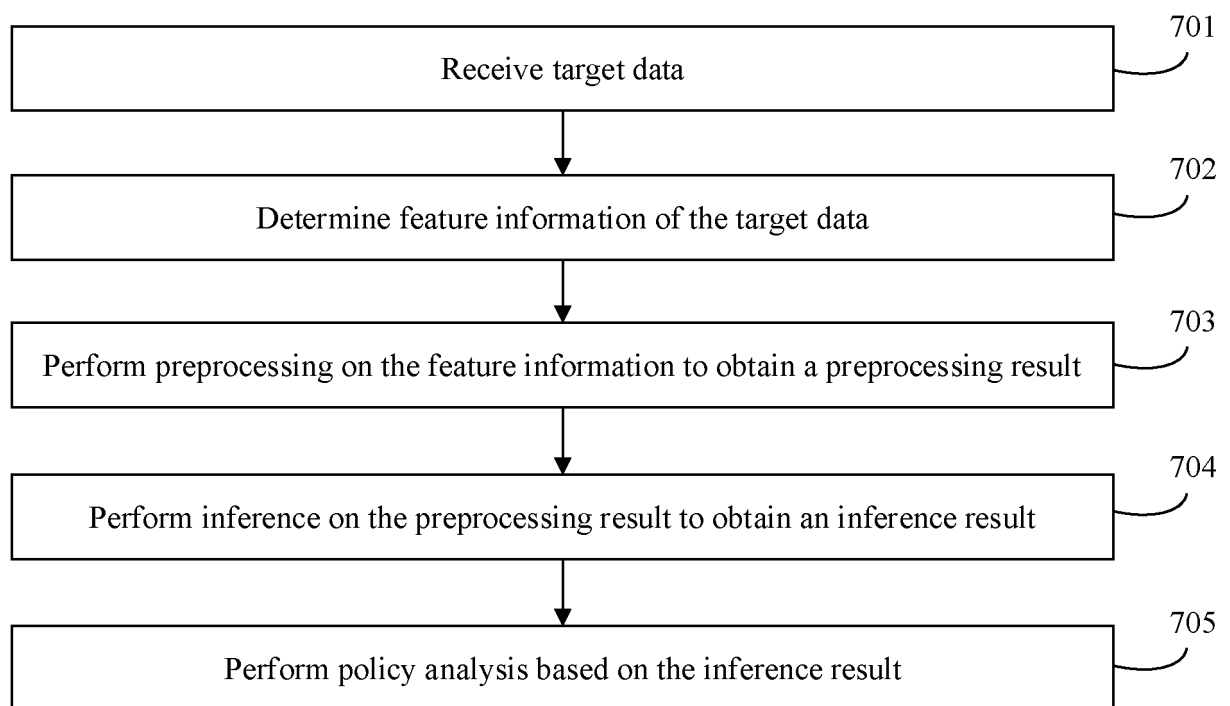 701
Receive target data
702
Determine feature information of the target data
703
Perform preprocessing on the feature information to obtain a preprocessing result
704
Perform inference on the preprocessing result to obtain an inference result
705
Perform policy analysis based on the inference result